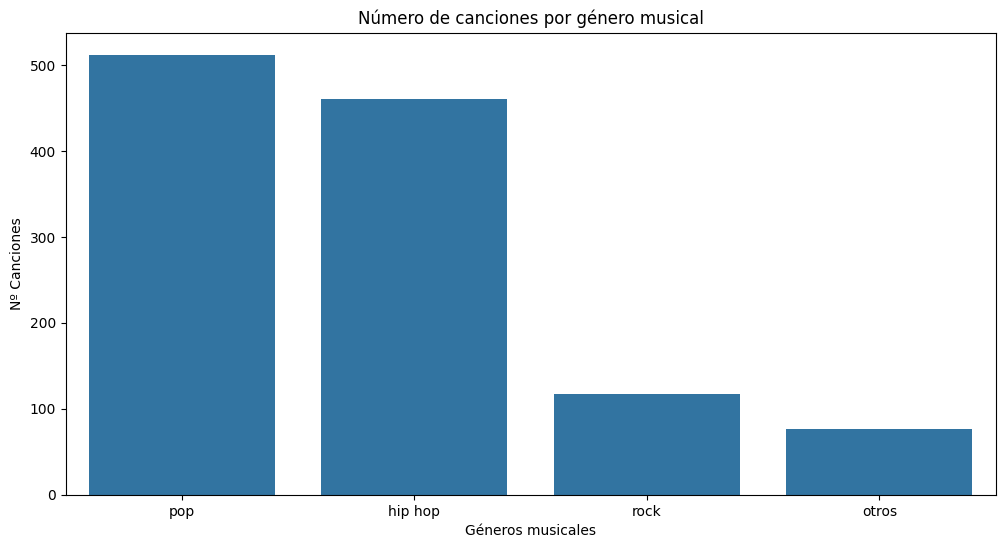 Número de canciones por género musical
500
400
300
200
100
0
Nº Canciones
pop hip hop rock otros
Géneros musicales